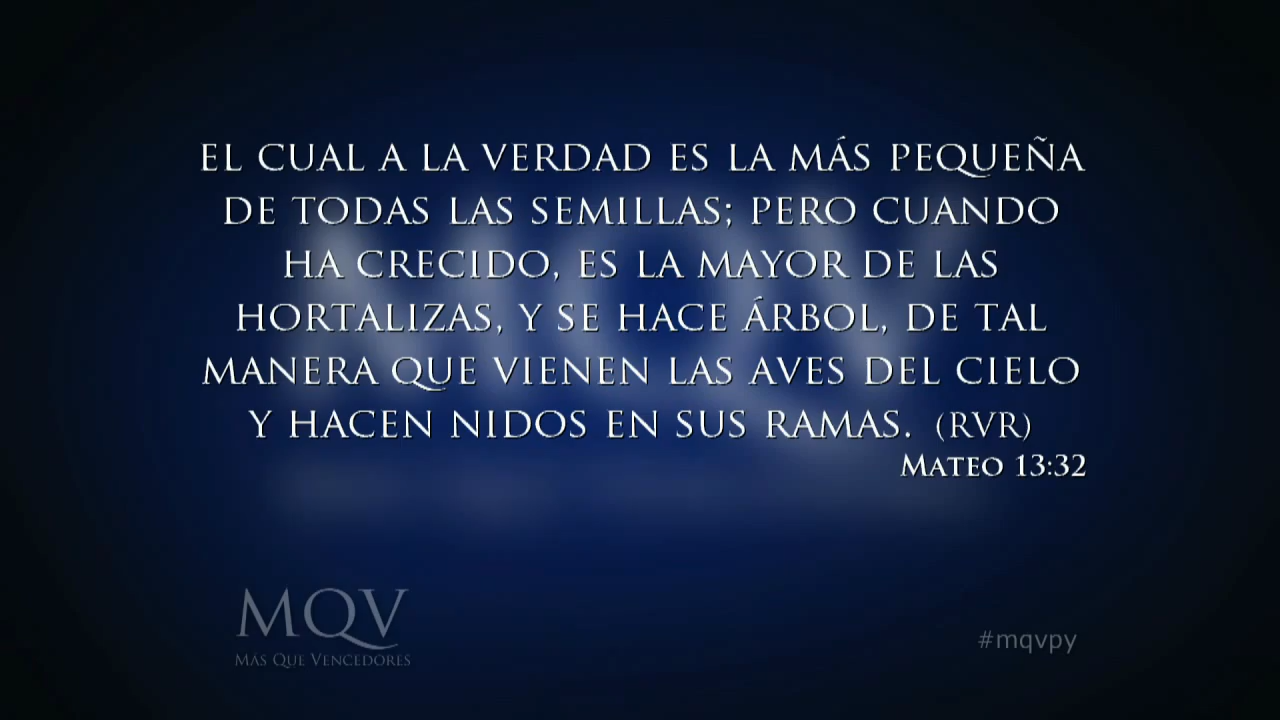 EL CUAL A LA VERDAD ES LA MÁS PEQUEÑA
DE TODAS LAS SEMILLAS; PERO CUANDO
HA CRECIDO, ES LA MAYOR DE LAS
HORTALIZAS, Y SE HACE ÁRBOL, DE TAL
MANERA QUE VIENEN LAS AVES DEL CIELO
Y HACEN NIDOS EN SUS RAMAS. (RVR)
MATEO 13:32
MQV
MÁS QUE VENCEDORES
#mqvpy